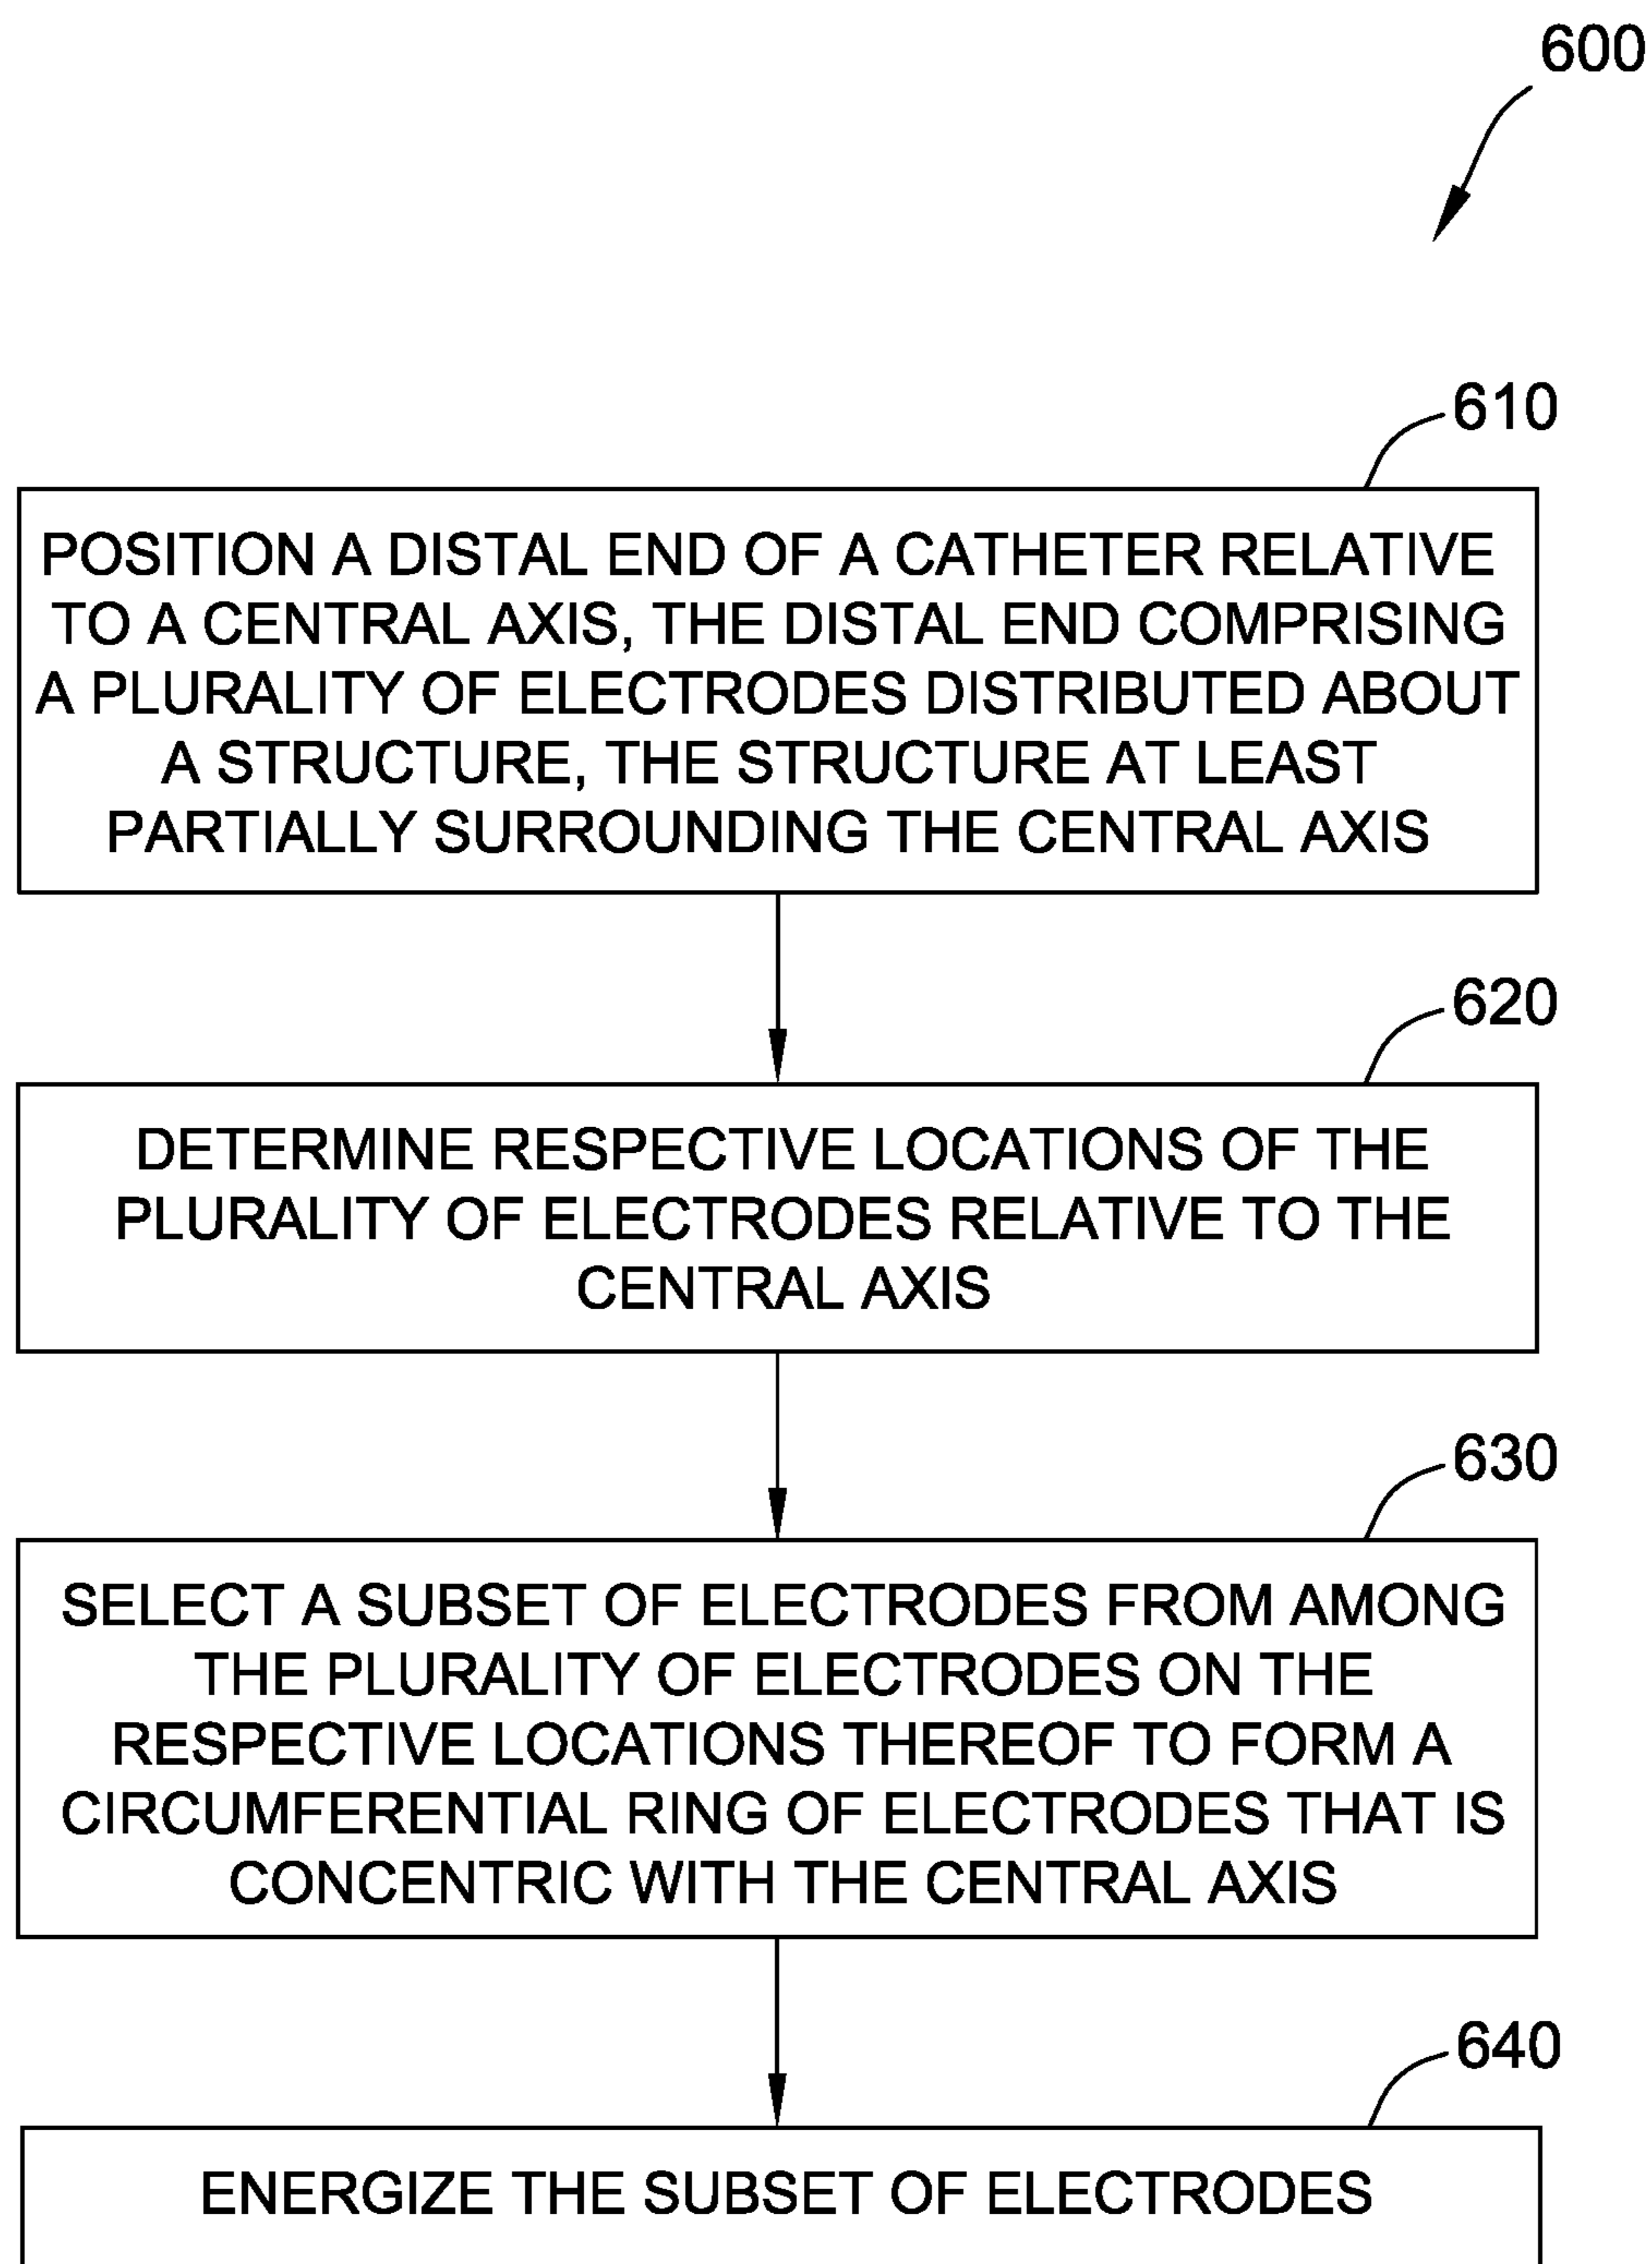 600
610
POSITION A DISTAL END OF A CATHETER RELATIVE
TO A CENTRAL AXIS, THE DISTAL END COMPRISING
A PLURALITY OF ELECTRODES DISTRIBUTED ABOUT
A STRUCTURE, THE STRUCTURE AT LEAST
PARTIALLY SURROUNDING THE CENTRAL AXIS
620
DETERMINE RESPECTIVE LOCATIONS OF THE
PLURALITY OF ELECTRODES RELATIVE TO THE
CENTRAL AXIS
630
SELECT A SUBSET OF ELECTRODES FROM AMONG
THE PLURALITY OF ELECTRODES ON THE
RESPECTIVE LOCATIONS THEREOF TO FORM A
CIRCUMFERENTIAL RING OF ELECTRODES THAT IS
CONCENTRIC WITH THE CENTRAL AXIS
640
ENERGIZE THE SUBSET OF ELECTRODES